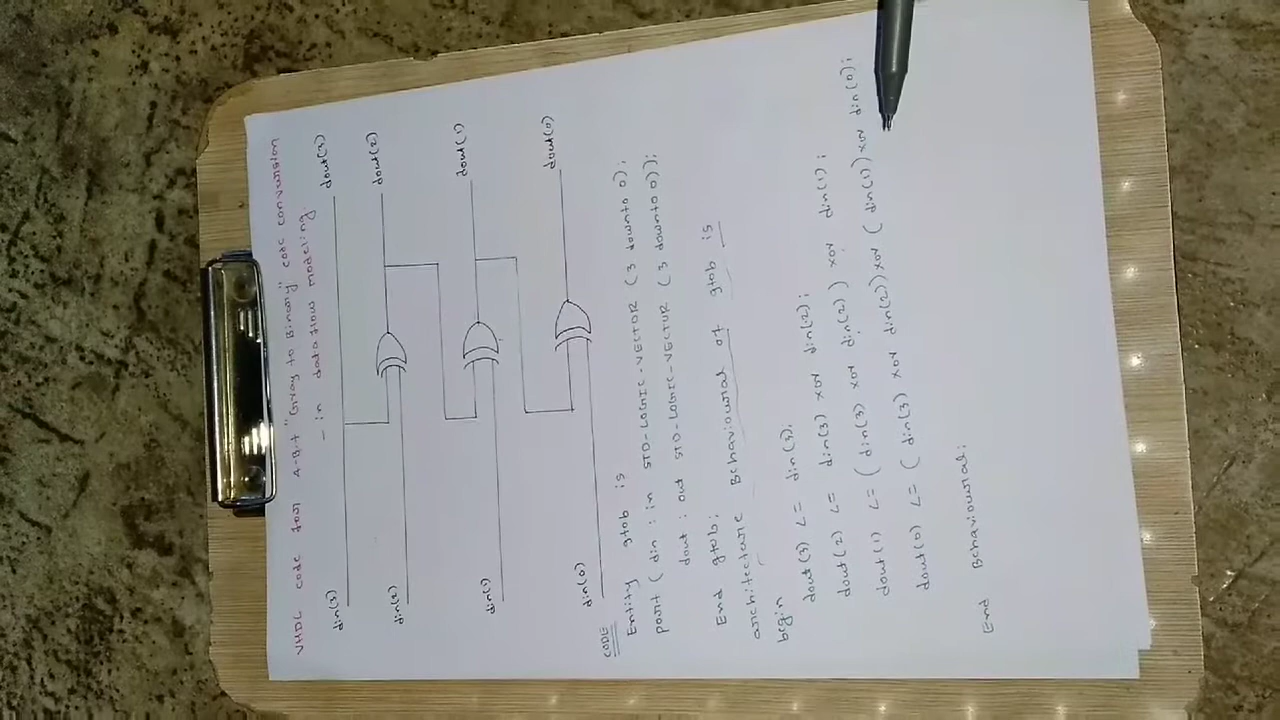 VHDL code for 4-Bit "Gray to Binary" code conversion
- in data flow modeling.
din(3) dout(3)
din(2) dout(2)
din(1) dout(1)
din(0) dout(0)
CODE
Entity gtob is
port ( din : in STD-LOGIC-VECTOR ( 3 downto 0);
dout : out STD-LOGIC-VECTOR ( 3 downto 0));
End gtob;
architecture Behavioural of gtob is
begin
dout(3) <= din(3);
dout(2) <= din(3) xor din(2);
dout(1) <= ( din(3) xor din(2) ) xor din(1);
dout(0) <= ( din(3) xor din(2)) xor ( din(1)) xor din(0);
End Behavioural;